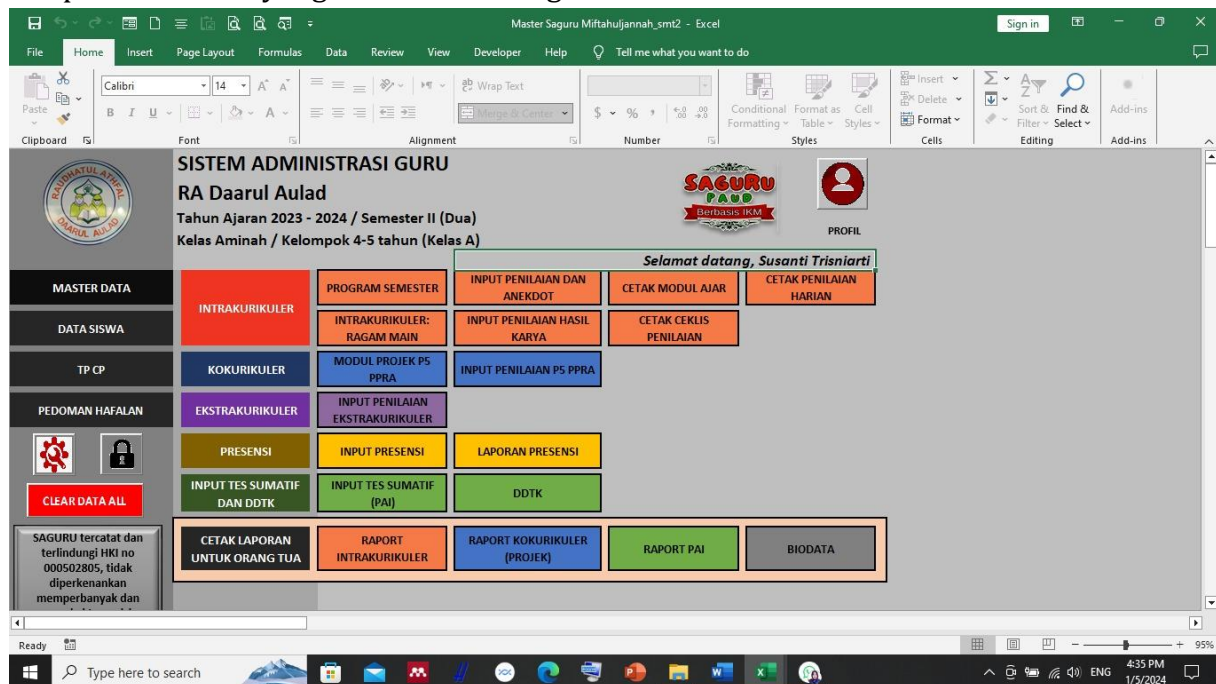 Master Saguru Miftahuljannah_smt2 - Excel
Sign in
File Home Insert Page Layout Formulas Data Review View Developer Help Tell me what you want to do
Paste
Calibri 14
B I U
Wrap Text
Merge & Center
$ % ,
Conditional Formatting
Format as Table
Cell Styles
Insert
Delete
Format
Sort & Filter
Find & Select
Add-ins
Clipboard Font Alignment Number Styles Cells Editing Add-ins
RAUDHATUL ATHFAL
DAARUL AULAD
SISTEM ADMINISTRASI GURU
RA Daarul Aulad
Tahun Ajaran 2023 - 2024 / Semester II (Dua)
Kelas Aminah / Kelompok 4-5 tahun (Kelas A)
SAGURU
PAUD
Berbasis IKM
PROFIL
Selamat datang, Susanti Trisniarti
MASTER DATA
DATA SISWA
TP CP
PEDOMAN HAFALAN
CLEAR DATA ALL
SAGURU tercatat dan
terlindungi HKI no
000502805, tidak
diperkenankan
memperbanyak dan
INTRAKURIKULER
PROGRAM SEMESTER
INPUT PENILAIAN DAN
ANEKDOT
CETAK MODUL AJAR
CETAK PENILAIAN
HARIAN
INTRAKURIKULER:
RAGAM MAIN
INPUT PENILAIAN HASIL
KARYA
CETAK CEKLIS
PENILAIAN
KOKURIKULER
MODUL PROJEK P5
PPRA
INPUT PENILAIAN P5 PPRA
EKSTRAKURIKULER
INPUT PENILAIAN
EKSTRAKURIKULER
PRESENSI
INPUT PRESENSI
LAPORAN PRESENSI
INPUT TES SUMATIF
DAN DDTK
INPUT TES SUMATIF
(PAI)
DDTK
CETAK LAPORAN
UNTUK ORANG TUA
RAPORT
INTRAKURIKULER
RAPORT KOKURIKULER
(PROJEK)
RAPORT PAI
BIODATA
Ready
95%
Type here to search
ENG
4:35 PM
1/5/2024